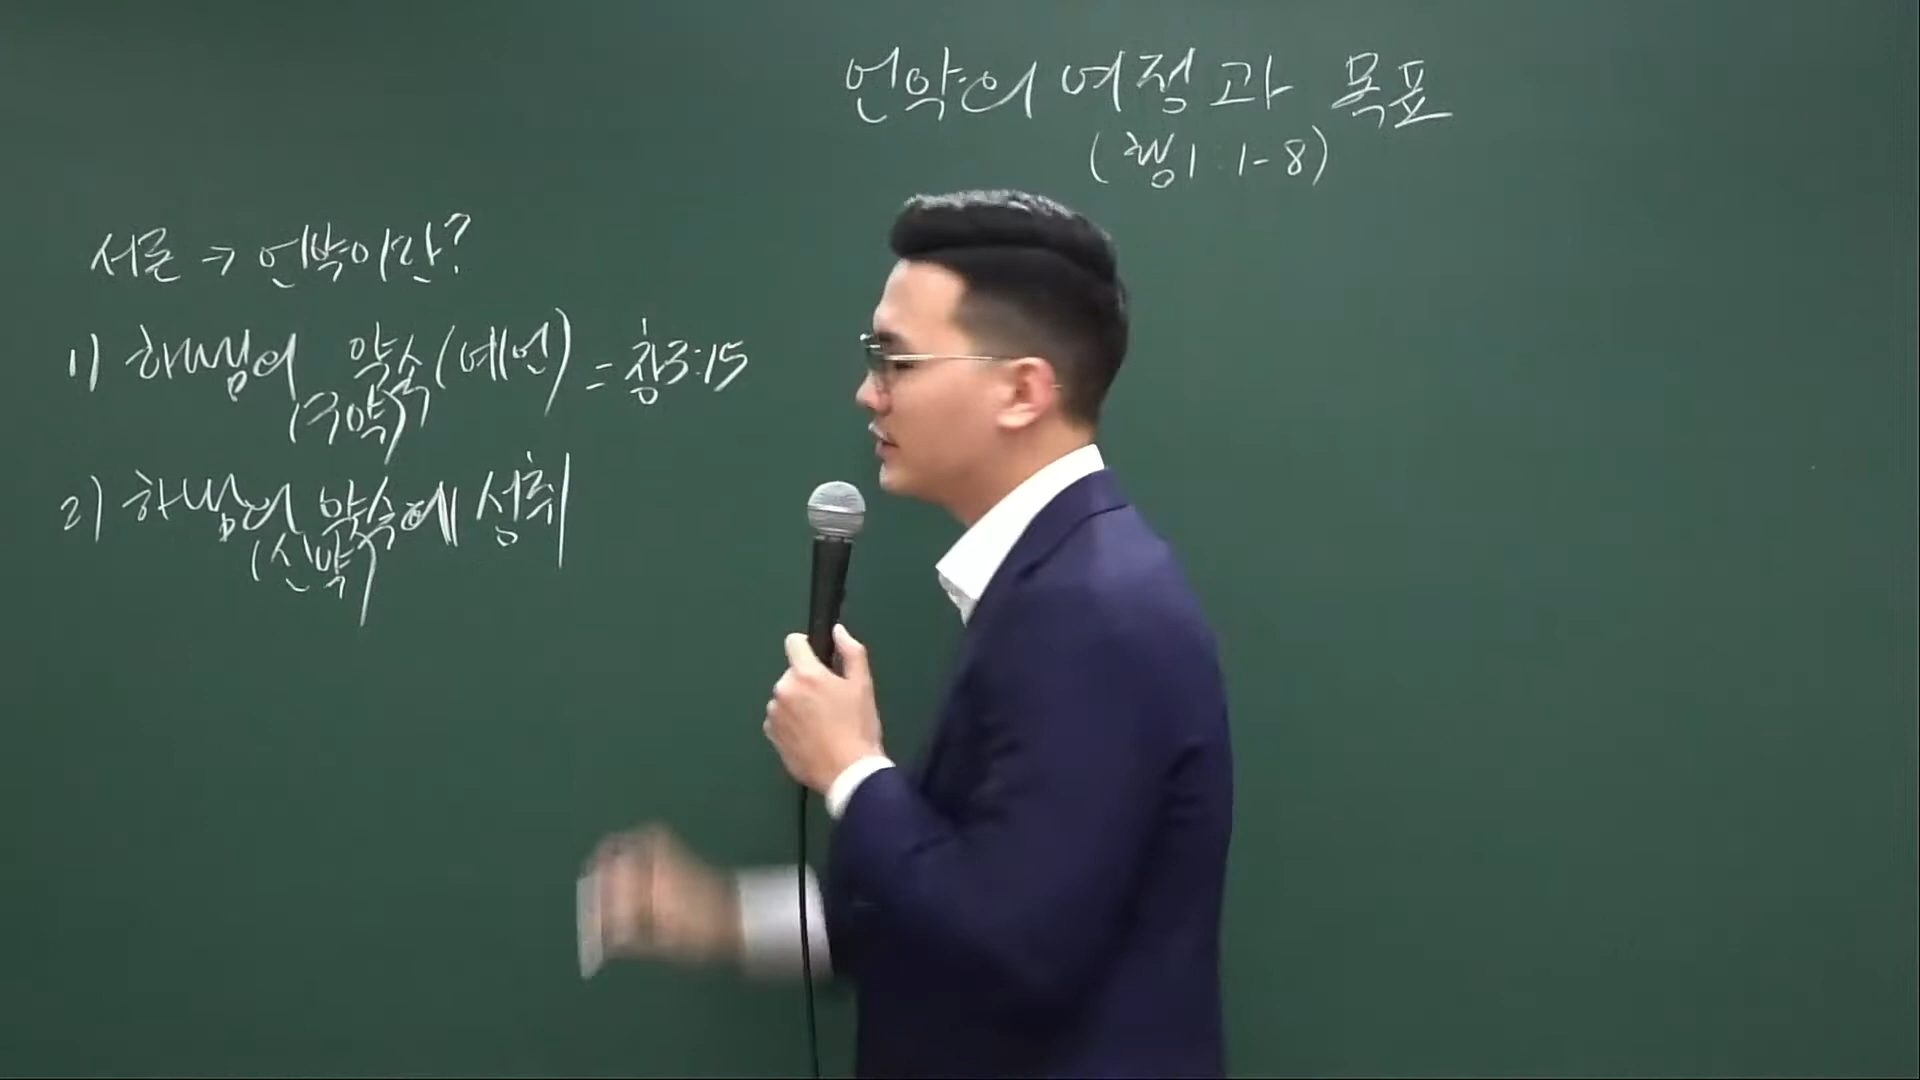 언약의 여정과 목표
(행1:1-8)
서론 → 언약이란?
1) 하나님의 약속(예언) = 창3:15
(구약)
2) 하나님의 약속에 성취
(신약)